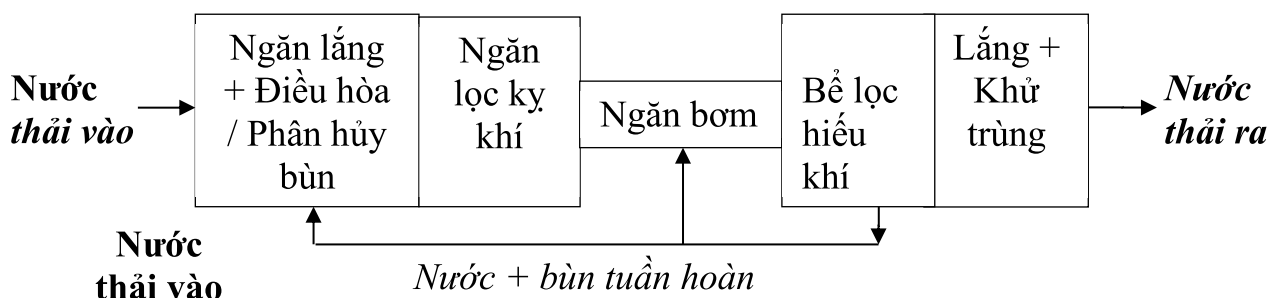 Nước
thải vào
Ngăn lắng
+ Điều hòa
/ Phân hủy
bùn
Ngăn
lọc kỵ
khí
Ngăn bơm
Bể lọc
hiếu
khí
Lắng +
Khử
trùng
Nước
thải ra
Nước
thải vào
Nước + bùn tuần hoàn